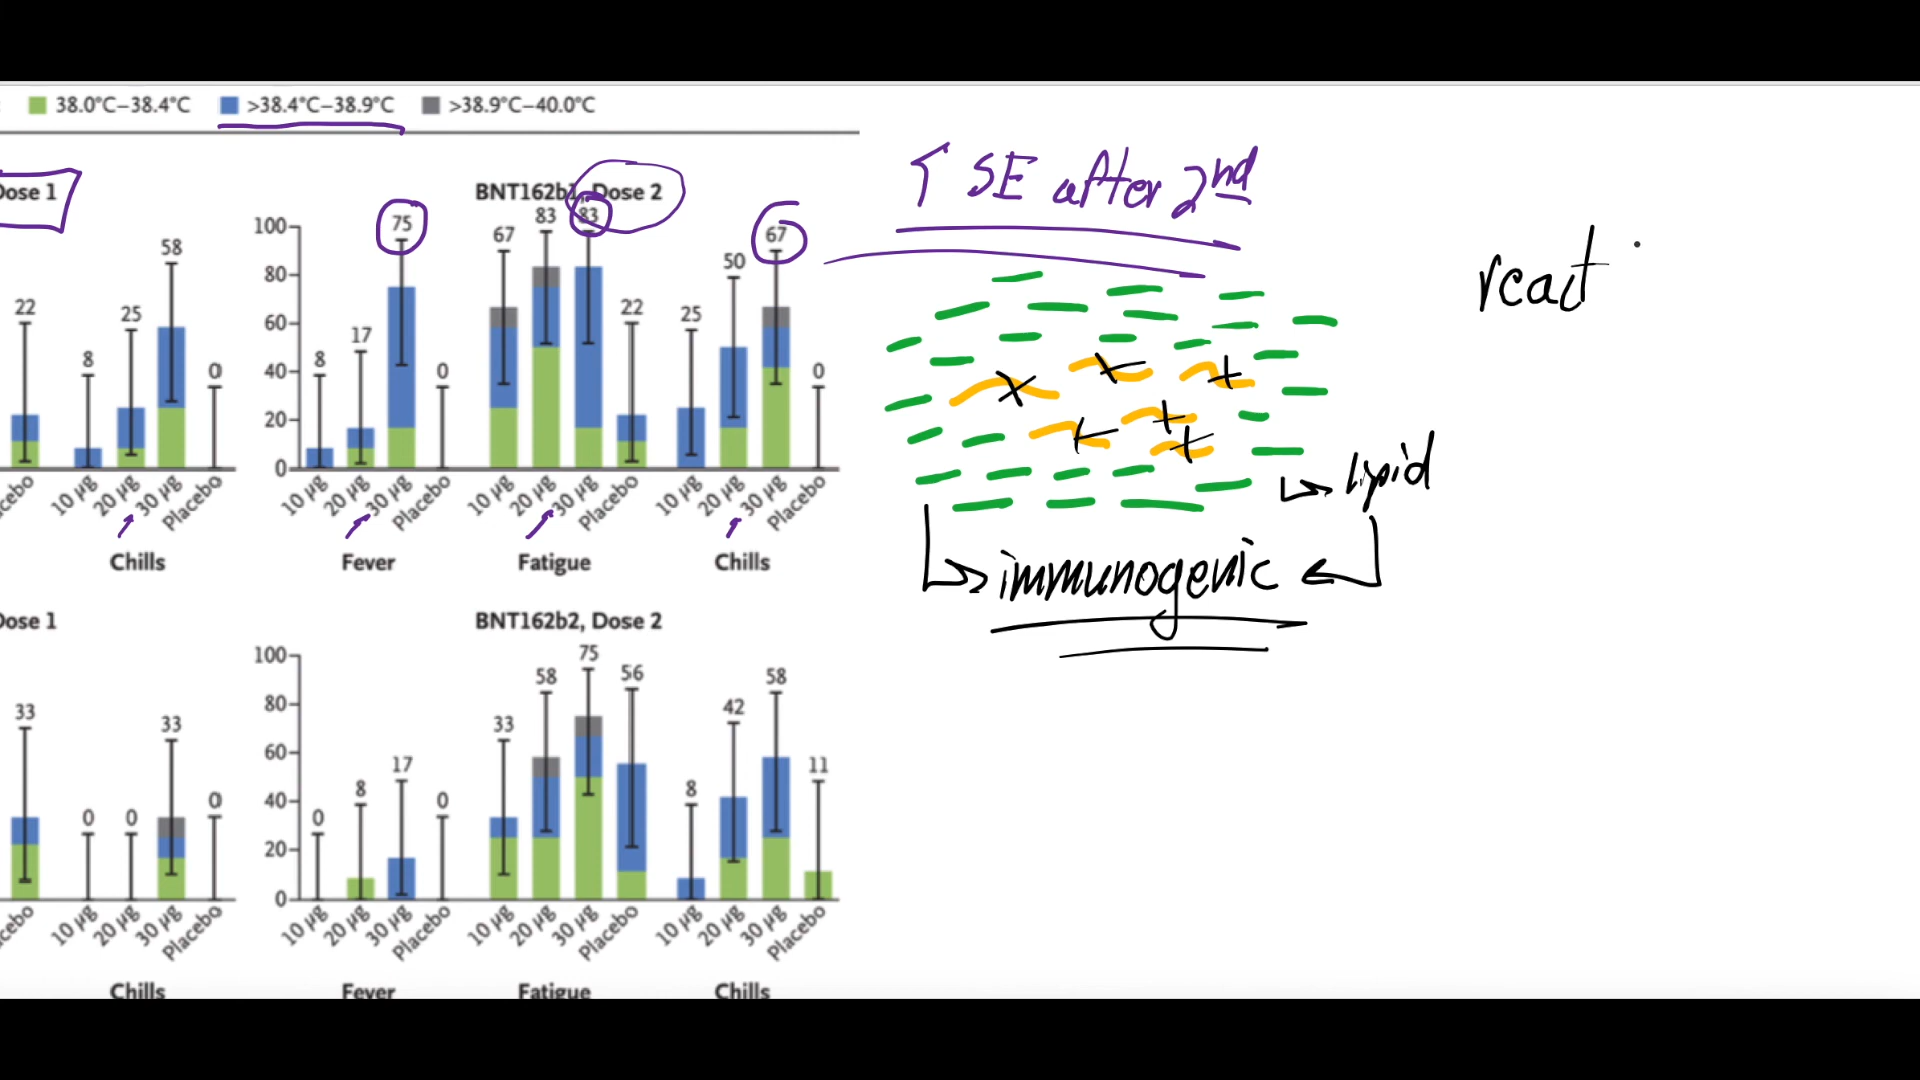 38.0°C–38.4°C >38.4°C–38.9°C >38.9°C–40.0°C
Dose 1
BNT162b1, Dose 2
↑ SE after 2nd
react
22 8 25 58 0
100 80 60 40 20 0
8 17 75 0
67 83 83 22
25 50 67 0
Placebo 10 µg 20 µg 30 µg Placebo
10 µg 20 µg 30 µg Placebo
10 µg 20 µg 30 µg Placebo
10 µg 20 µg 30 µg Placebo
Chills Fever Fatigue Chills
Lipid
immunogenic
Dose 1
BNT162b2, Dose 2
33 0 0 33 0
100 80 60 40 20 0
0 8 17 0
33 58 75 56
8 42 58 11
Placebo 10 µg 20 µg 30 µg Placebo
10 µg 20 µg 30 µg Placebo
10 µg 20 µg 30 µg Placebo
10 µg 20 µg 30 µg Placebo
Chills Fever Fatigue Chills